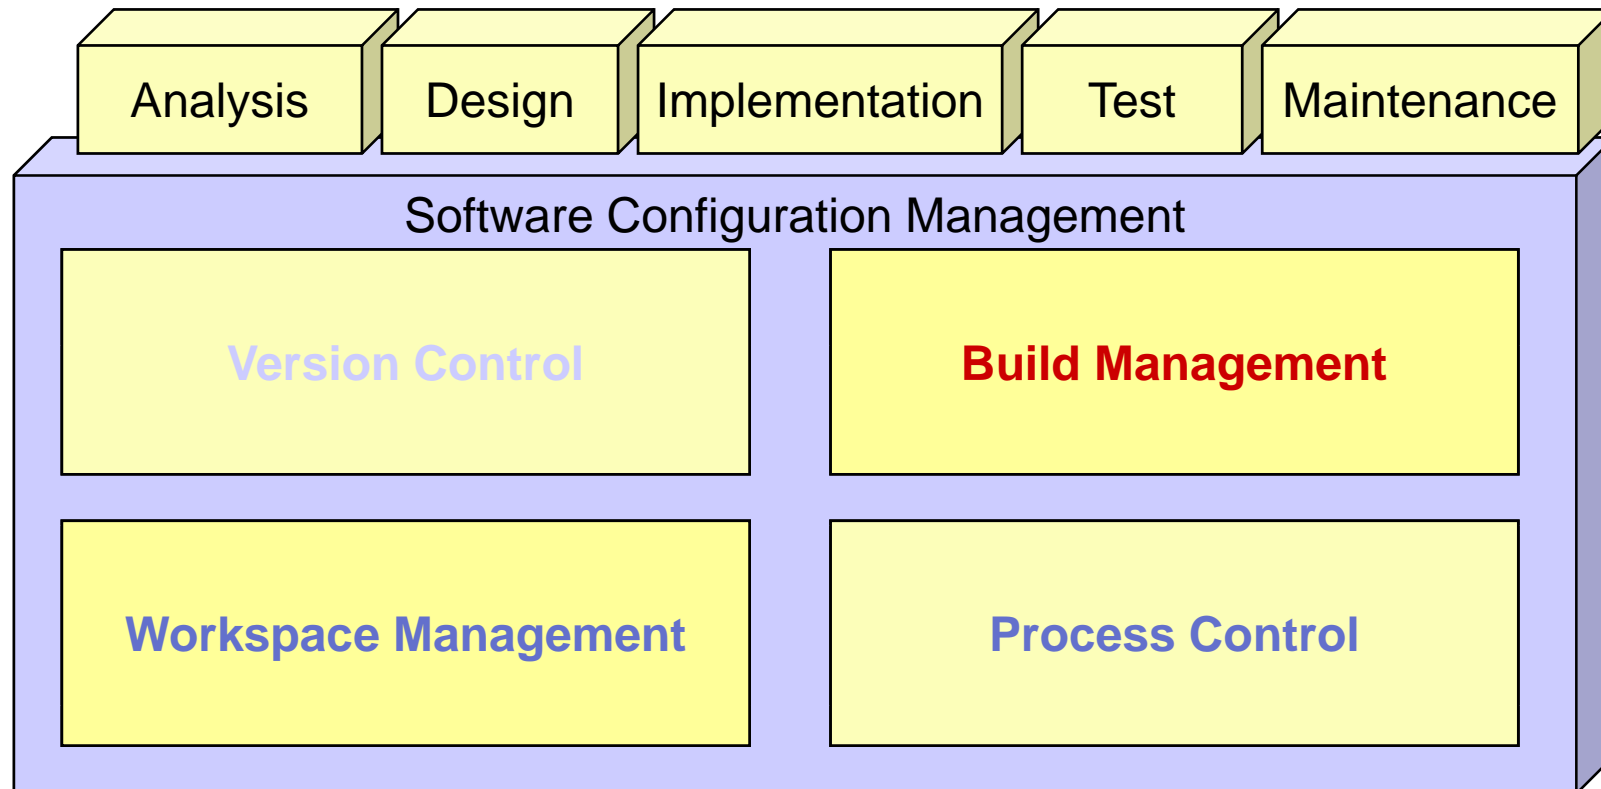 Analysis
Design
Implementation
Test
Maintenance
Software Configuration Management
Version Control
Build Management
Workspace Management
Process Control